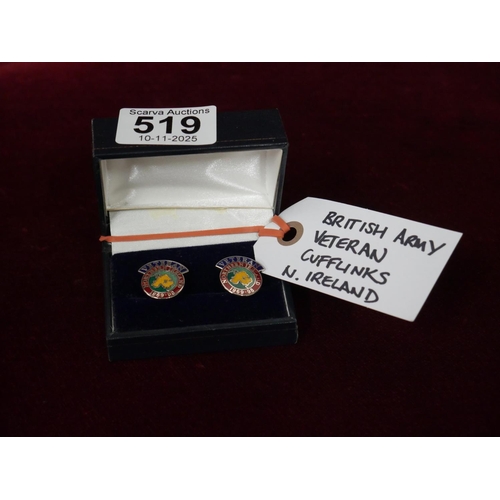 Scarva Auctions
519
10-11-2025
BRITISH ARMY
VETERAN
CUFFLINKS
N. IRELAND